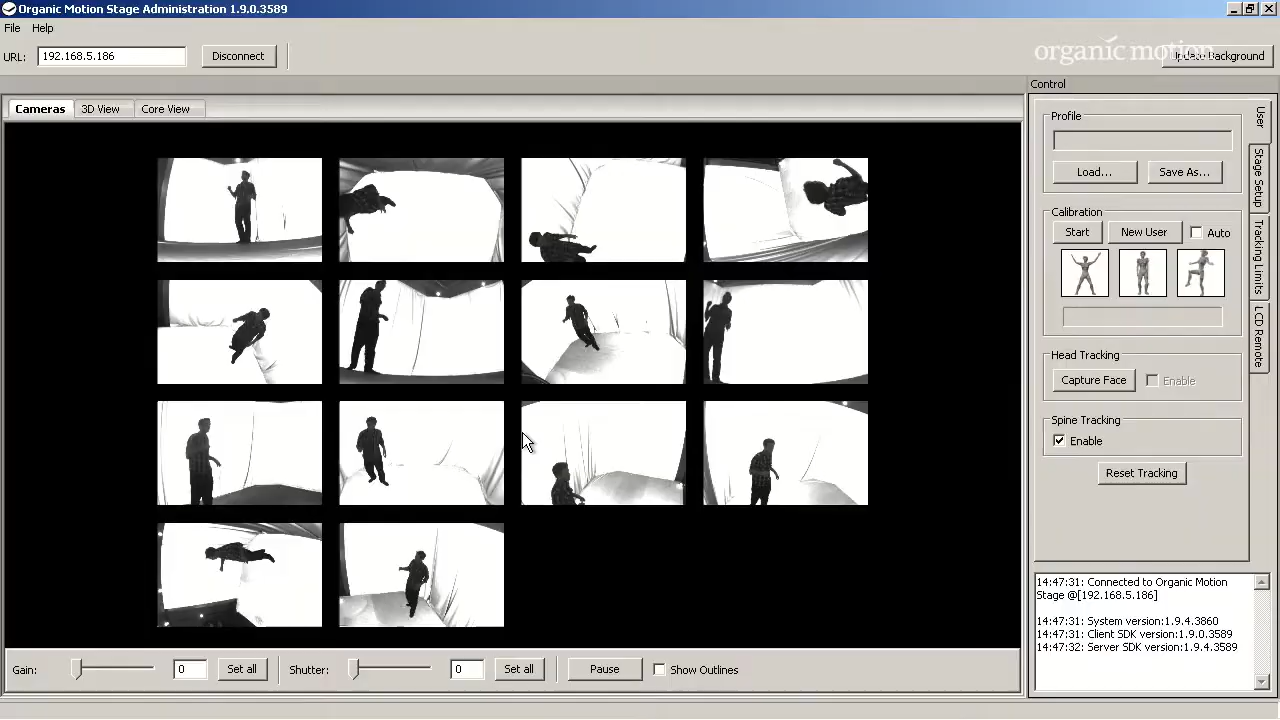 Organic Motion Stage Administration 1.9.0.3589
File Help
URL: 192.168.5.186 Disconnect
organic motion
Update Background
Control
Cameras 3D View Core View
User
Stage Setup
Tracking Limits
LCD Remote
Profile
Load... Save As...
Calibration
Start New User Auto
Head Tracking
Capture Face Enable
Spine Tracking
Enable
Reset Tracking
14:47:31: Connected to Organic Motion
Stage @[192.168.5.186]
14:47:31: System version:1.9.4.3860
14:47:31: Client SDK version:1.9.0.3589
14:47:32: Server SDK version:1.9.4.3589
Gain: 0 Set all Shutter: 0 Set all Pause Show Outlines